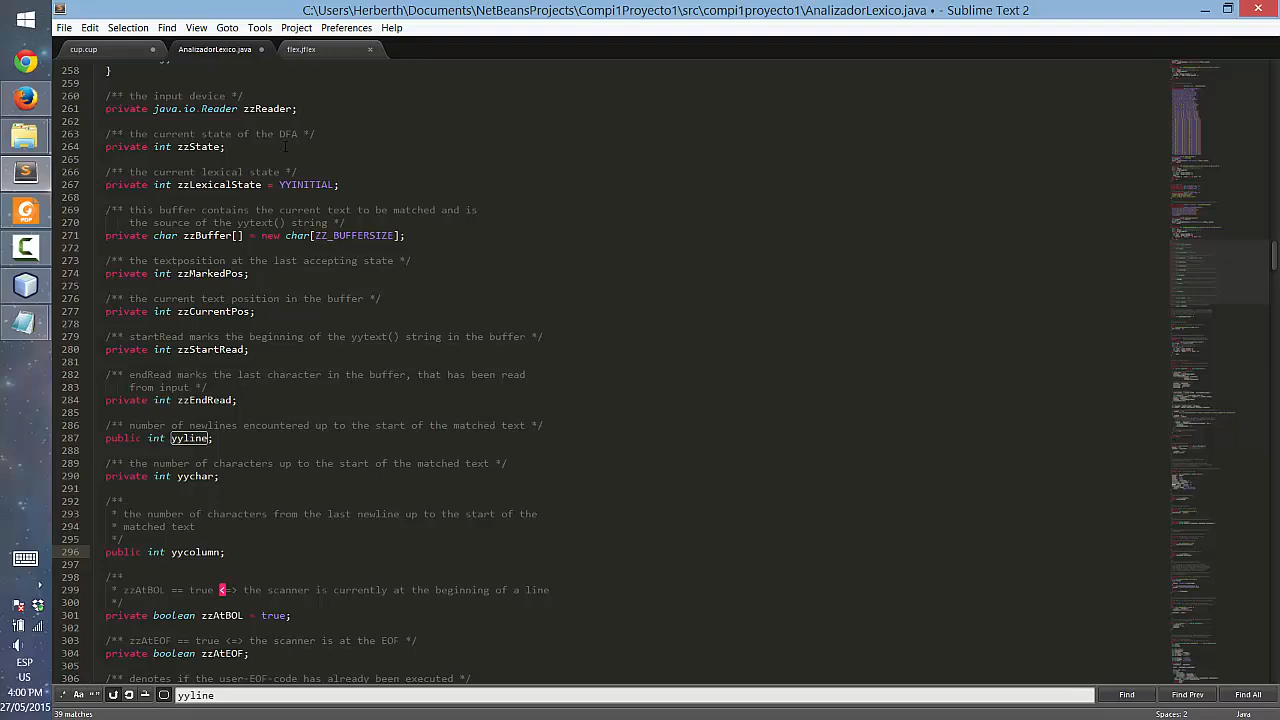 C:\Users\Herberth\Documents\NetBeansProjects\Compi1Proyecto1\src\compi1proyecto1\AnalizadorLexico.java • - Sublime Text 2
File Edit Selection Find View Goto Tools Project Preferences Help
cup.cup AnalizadorLexico.java flex.jflex
258 }
259
260 /** the input device */
261 private java.io.Reader zzReader;
262
263 /** the current state of the DFA */
264 private int zzState;
265
266 /** the current lexical state */
267 private int zzLexicalState = YYINITIAL;
268
269 /** this buffer contains the current text to be matched and is
270 the source of the yytext() string */
271 private char zzBuffer[] = new char[ZZ_BUFFERSIZE];
272
273 /** the textposition at the last accepting state */
274 private int zzMarkedPos;
275
276 /** the current text position in the buffer */
277 private int zzCurrentPos;
278
279 /** startRead marks the beginning of the yytext() string in the buffer */
280 private int zzStartRead;
281
282 /** endRead marks the last character in the buffer, that has been read
283 from input */
284 private int zzEndRead;
285
286 /** number of newlines encountered up to the start of the matched text */
287 public int yyline;
288
289 /** the number of characters up to the start of the matched text */
290 private int yychar;
291
292 /**
293 * the number of characters from the last newline up to the start of the
294 * matched text
295 */
296 public int yycolumn;
297
298 /**
299 * zzAtBOL == true <=> the scanner is currently at the beginning of a line
300 */
301 private boolean zzAtBOL = true;
302
303 /** zzAtEOF == true <=> the scanner is at the EOF */
304 private boolean zzAtEOF;
305
306 /** denotes if the user-EOF-code has already been executed
ESP
4:00 PM
27/05/2015
yyline Find Find Prev Find All
39 matches Spaces: 2 Java